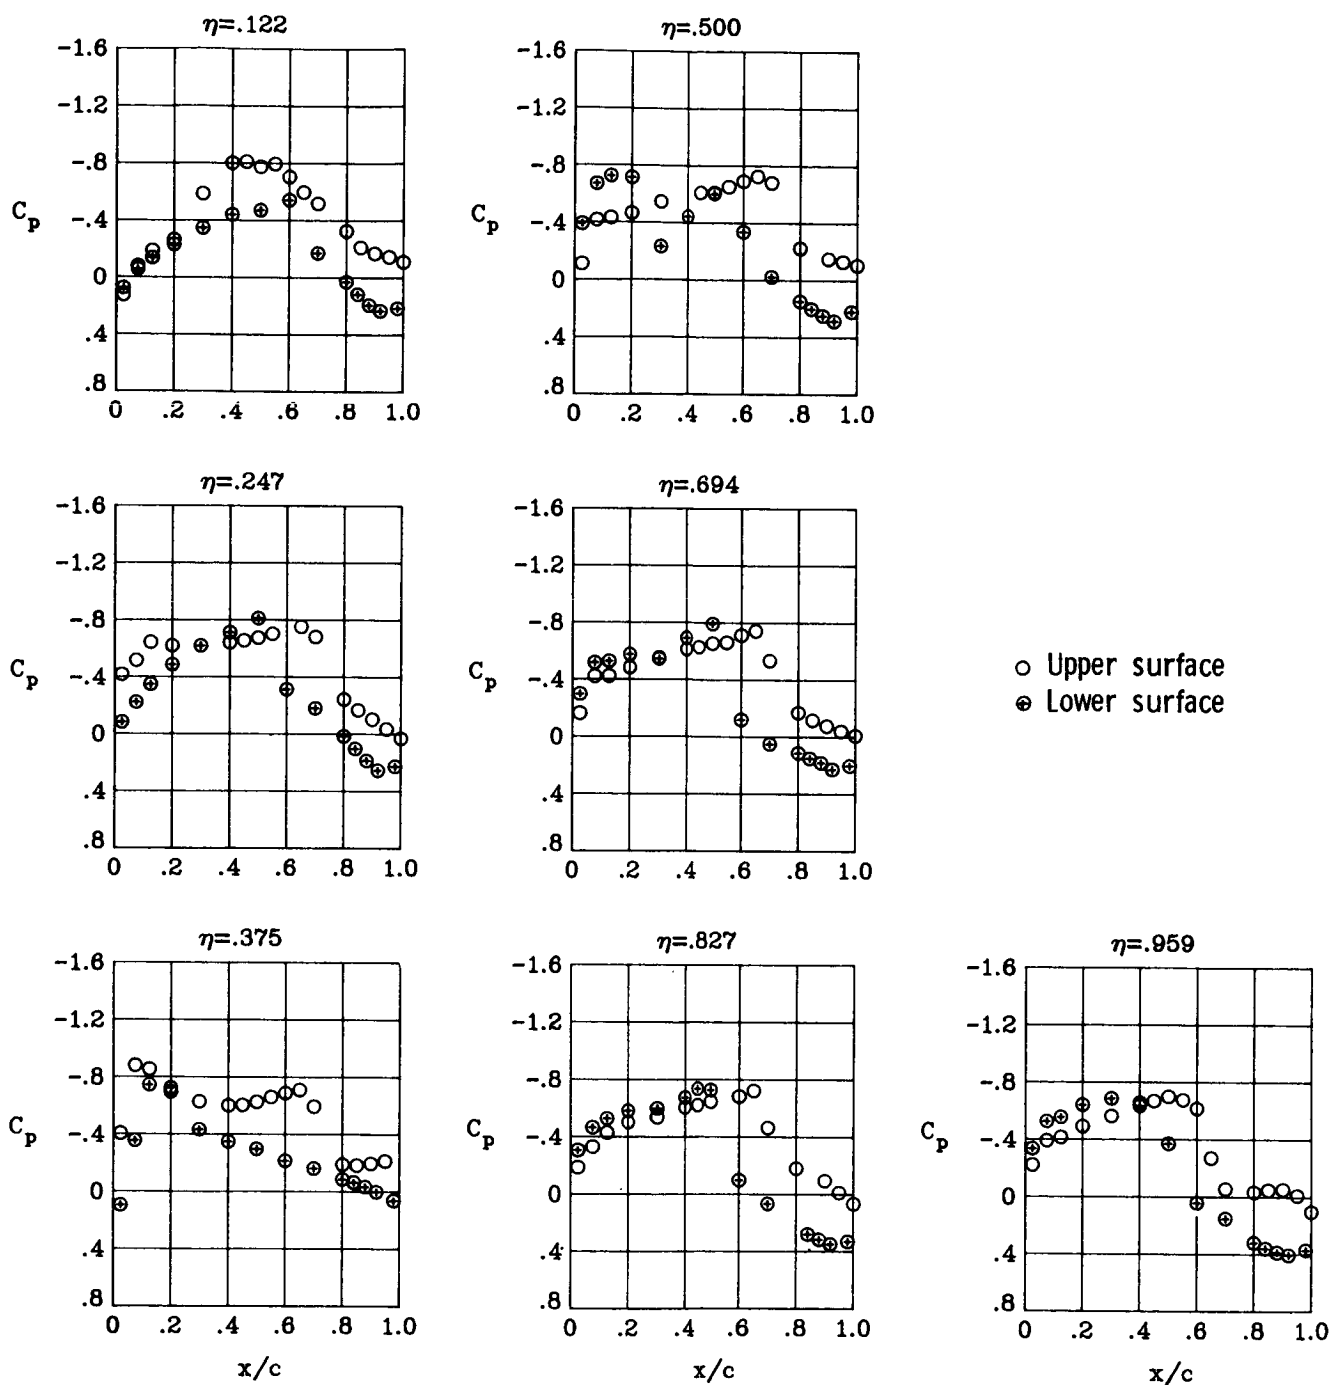 η=.122
-1.6
-1.2
-.8
-.4
0
.4
.8
C_p
0 .2 .4 .6 .8 1.0
η=.500
-1.6
-1.2
-.8
-.4
0
.4
.8
C_p
0 .2 .4 .6 .8 1.0
η=.247
-1.6
-1.2
-.8
-.4
0
.4
.8
C_p
0 .2 .4 .6 .8 1.0
η=.694
-1.6
-1.2
-.8
-.4
0
.4
.8
C_p
0 .2 .4 .6 .8 1.0
Upper surface
Lower surface
η=.375
-1.6
-1.2
-.8
-.4
0
.4
.8
C_p
0 .2 .4 .6 .8 1.0
x/c
η=.827
-1.6
-1.2
-.8
-.4
0
.4
.8
C_p
0 .2 .4 .6 .8 1.0
x/c
η=.959
-1.6
-1.2
-.8
-.4
0
.4
.8
C_p
0 .2 .4 .6 .8 1.0
x/c